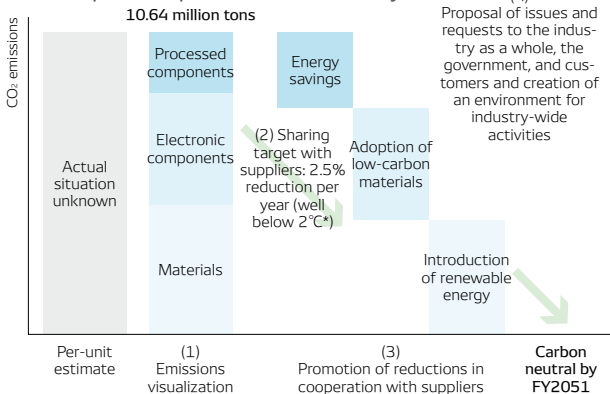 10.64 million tons
CO₂ emissions
Actual
situation
unknown
Processed
components
Electronic
components
Materials
(2) Sharing
target with
suppliers: 2.5%
reduction per
year (well
below 2°C*)
Energy
savings
Adoption of
low-carbon
materials
Introduction
of renewable
energy
Proposal of issues and
requests to the indus-
try as a whole, the
government, and cus-
tomers and creation of
an environment for
industry-wide
activities
Per-unit
estimate
(1)
Emissions
visualization
(3)
Promotion of reductions in
cooperation with suppliers
Carbon
neutral by
FY2051